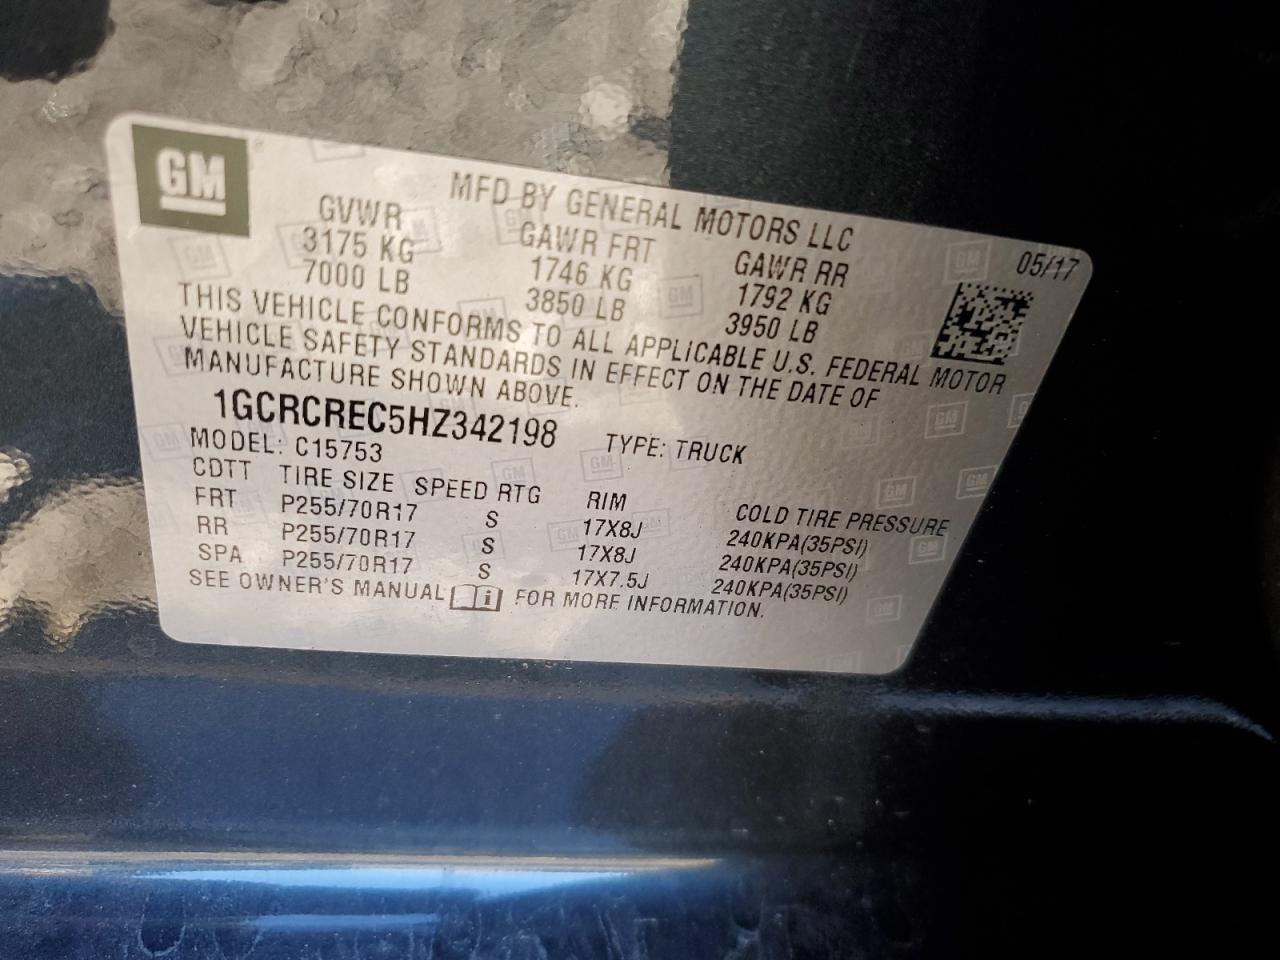 GM
MFD BY GENERAL MOTORS LLC
05/17
GVWR GAWR FRT GAWR RR
3175 KG 1746 KG 1792 KG
7000 LB 3850 LB 3950 LB
THIS VEHICLE CONFORMS TO ALL APPLICABLE U.S. FEDERAL MOTOR
VEHICLE SAFETY STANDARDS IN EFFECT ON THE DATE OF
MANUFACTURE SHOWN ABOVE.
1GCRCREC5HZ342198 TYPE: TRUCK
MODEL: C15753
CDTT TIRE SIZE SPEED RTG RIM COLD TIRE PRESSURE
FRT P255/70R17 S 17X8J 240KPA(35PSI)
RR P255/70R17 S 17X8J 240KPA(35PSI)
SPA P255/70R17 S 17X7.5J 240KPA(35PSI)
SEE OWNER'S MANUAL i FOR MORE INFORMATION.